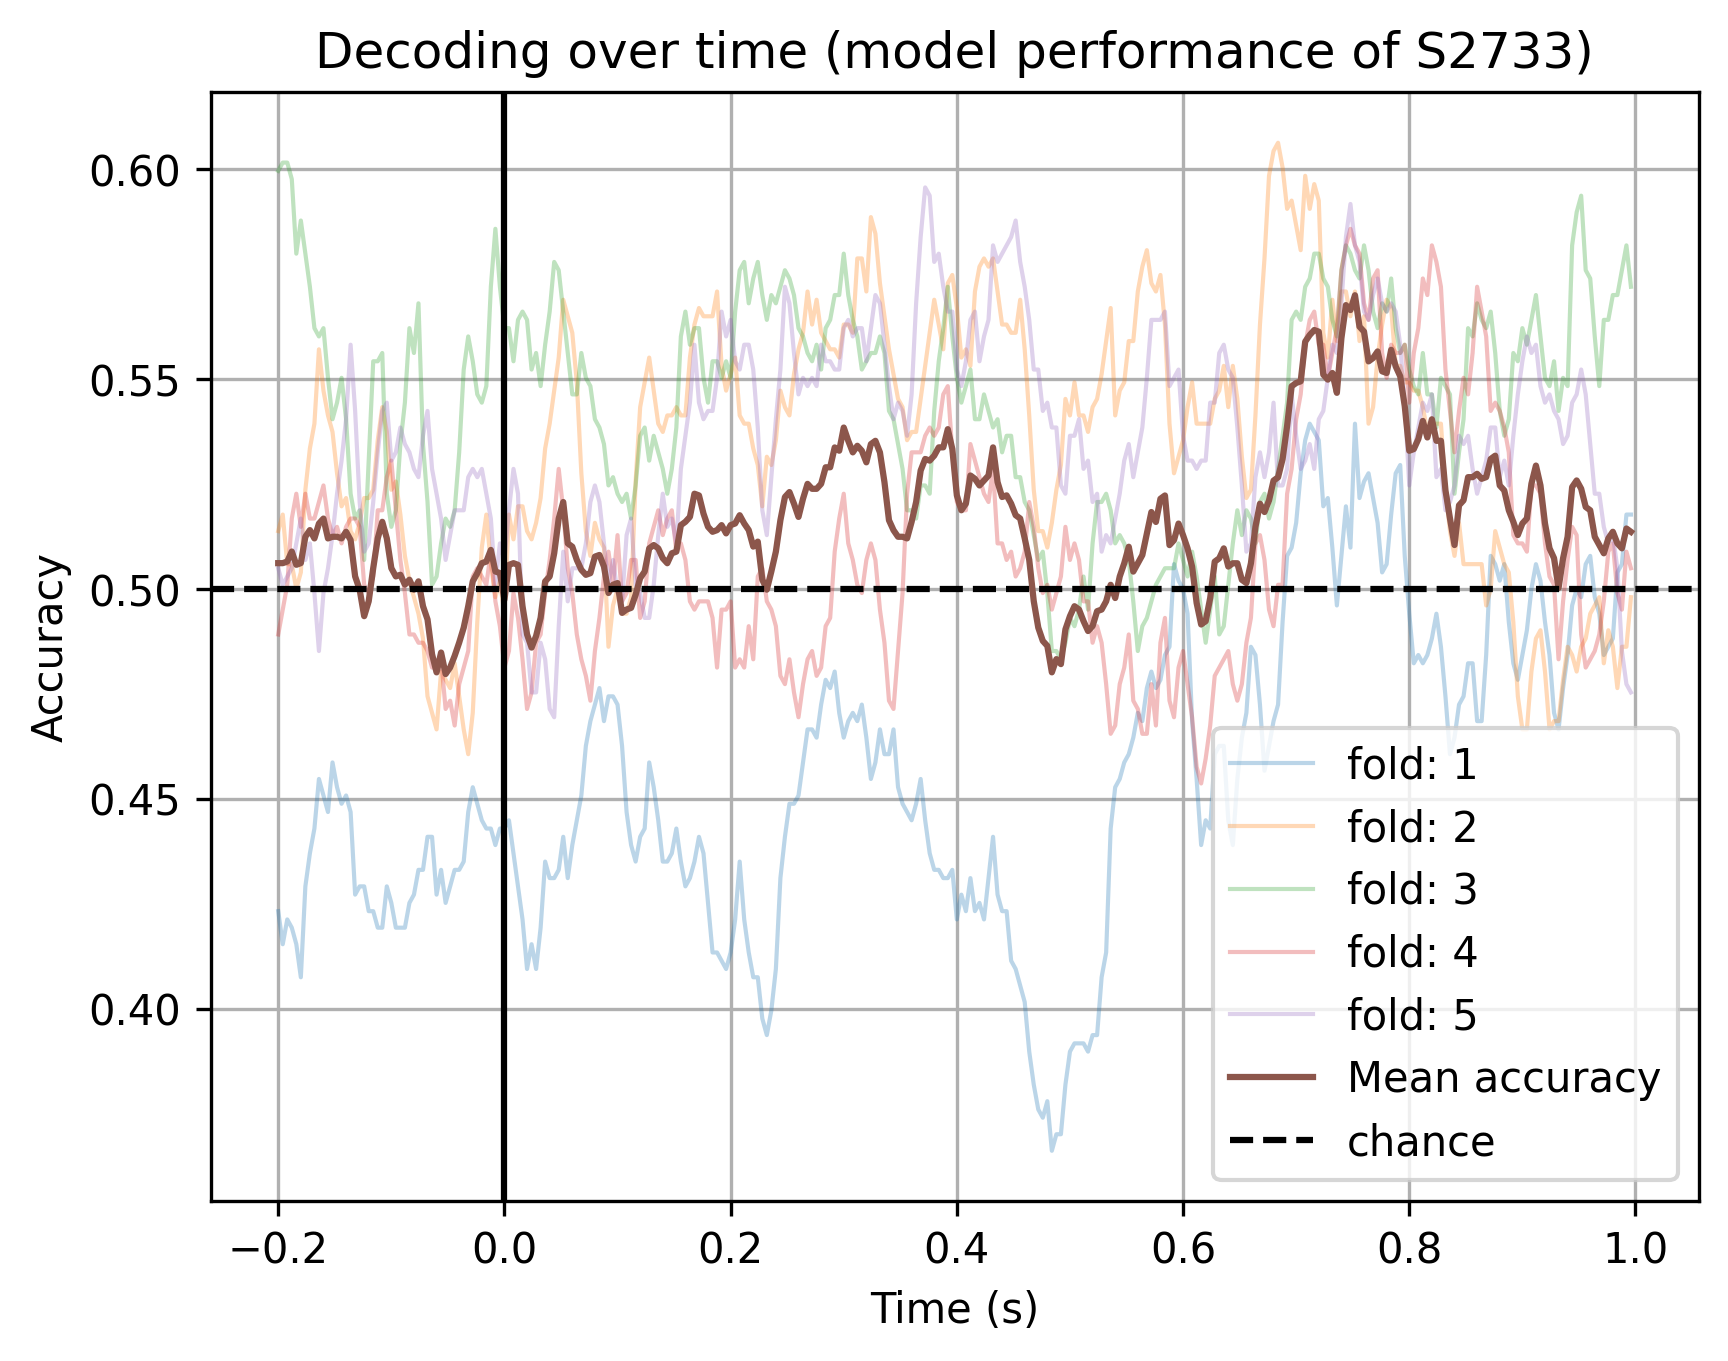 Decoding over time (model performance of S2733)
Accuracy
0.60
0.55
0.50
0.45
0.40
−0.2
0.0
0.2
0.4
0.6
0.8
1.0
Time (s)
fold: 1
fold: 2
fold: 3
fold: 4
fold: 5
Mean accuracy
chance